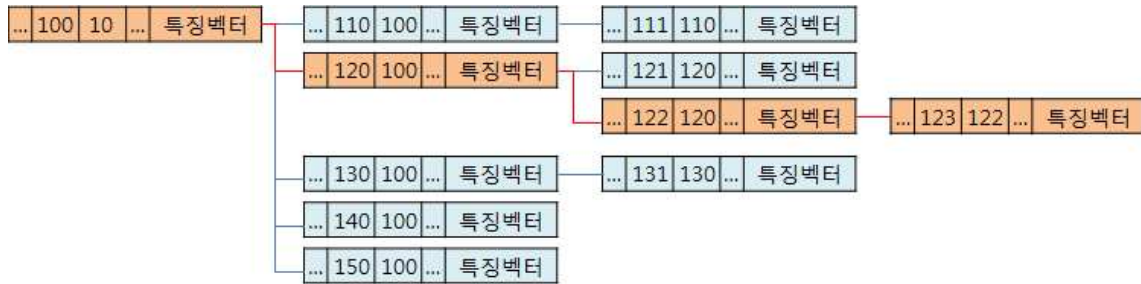 ... 100 10 ... 특징벡터
... 110 100 ... 특징벡터
... 111 110 ... 특징벡터
... 120 100 ... 특징벡터
... 121 120 ... 특징벡터
... 122 120 ... 특징벡터
... 123 122 ... 특징벡터
... 130 100 ... 특징벡터
... 131 130 ... 특징벡터
... 140 100 ... 특징벡터
... 150 100 ... 특징벡터